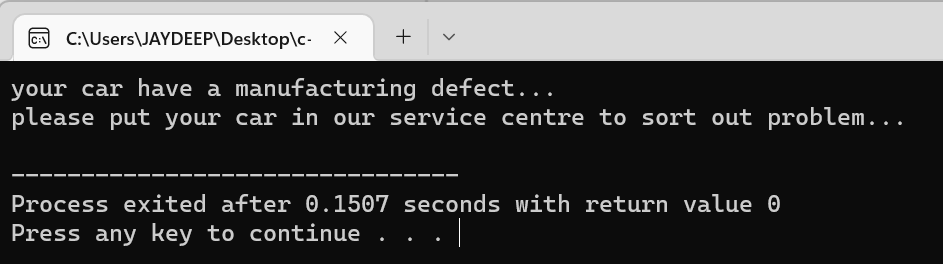 C:\Users\JAYDEEP\Desktop\c-
your car have a manufacturing defect...
please put your car in our service centre to sort out problem...
--------------------------------
Process exited after 0.1507 seconds with return value 0
Press any key to continue . . .